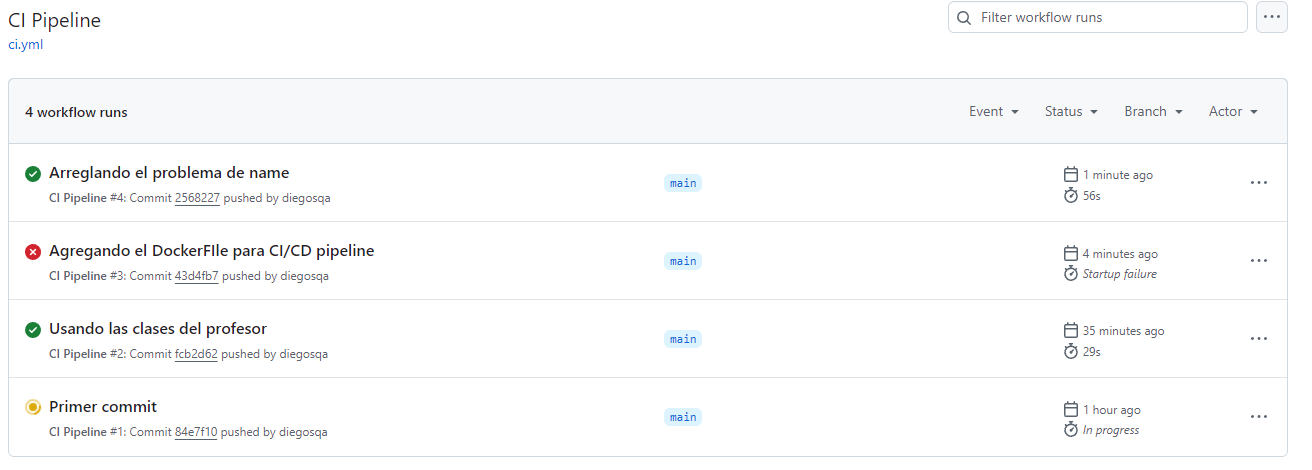 CI Pipeline
Filter workflow runs
ci.yml
4 workflow runs
Event
Status
Branch
Actor
Arreglando el problema de name
CI Pipeline #4: Commit 2568227 pushed by diegosqa
main
1 minute ago
56s
Agregando el DockerFIle para CI/CD pipeline
CI Pipeline #3: Commit 43d4fb7 pushed by diegosqa
main
4 minutes ago
Startup failure
Usando las clases del profesor
CI Pipeline #2: Commit fcb2d62 pushed by diegosqa
main
35 minutes ago
29s
Primer commit
CI Pipeline #1: Commit 84e7f10 pushed by diegosqa
main
1 hour ago
In progress